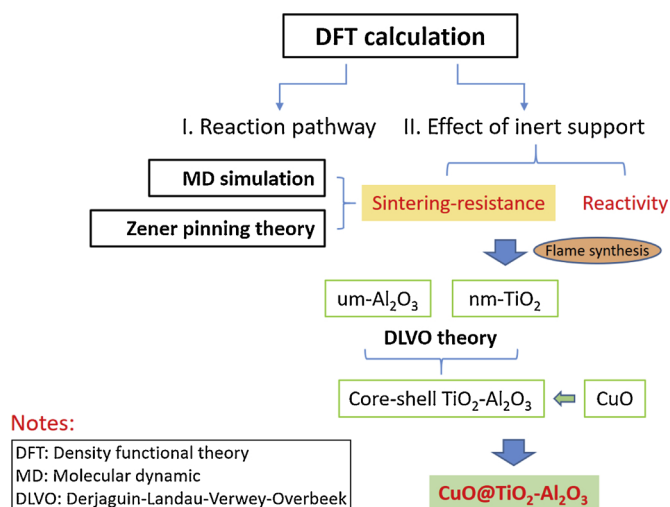 DFT calculation
I. Reaction pathway
II. Effect of inert support
MD simulation
Zener pinning theory
Sintering-resistance
Reactivity
Flame synthesis
um-Al₂O₃
nm-TiO₂
DLVO theory
Core-shell TiO₂-Al₂O₃
CuO
CuO@TiO₂-Al₂O₃
Notes:
DFT: Density functional theory
MD: Molecular dynamic
DLVO: Derjaguin-Landau-Verwey-Overbeek